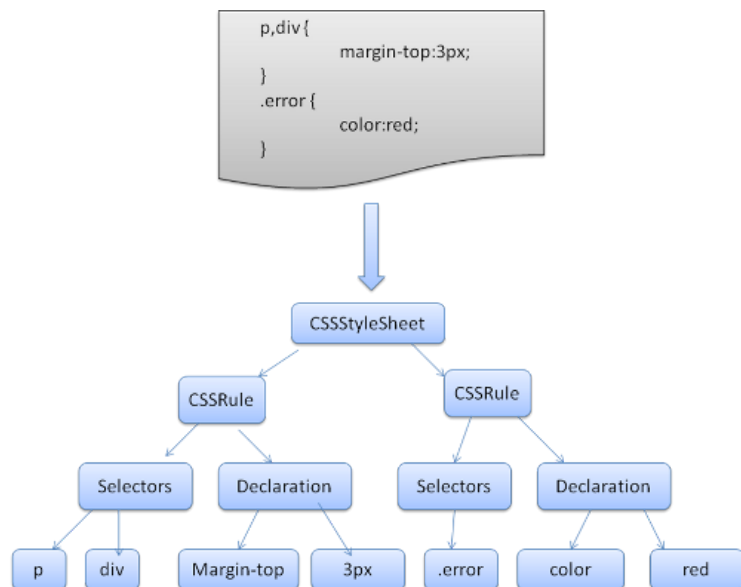 p,div {
margin-top:3px;
}
.error {
color:red;
}
CSSStyleSheet
CSSRule
CSSRule
Selectors
Declaration
Selectors
Declaration
p
div
Margin-top
3px
.error
color
red